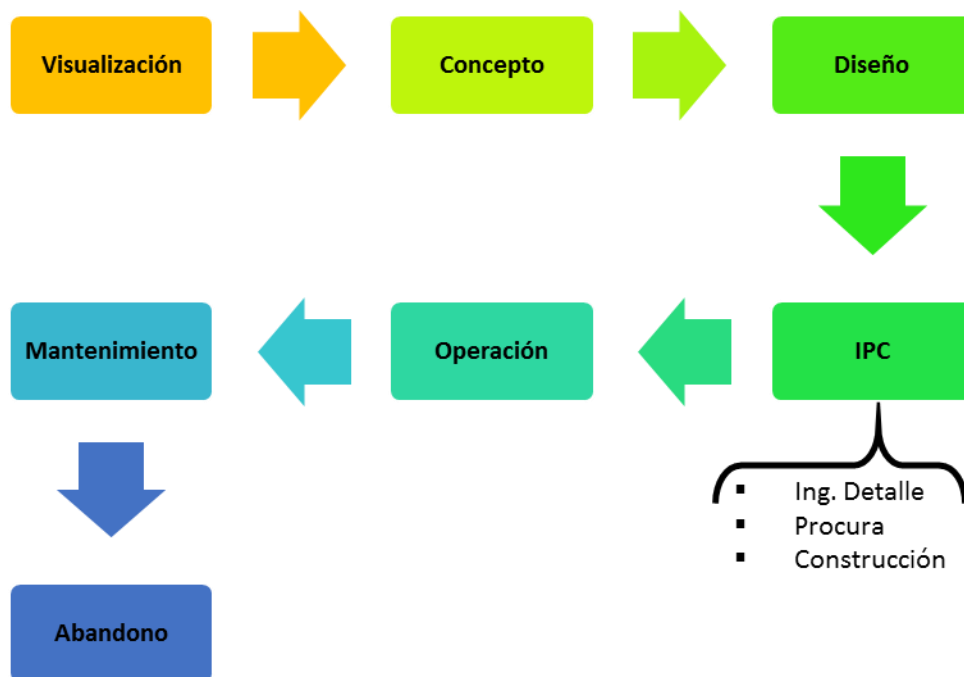 Visualización
Concepto
Diseño
IPC
Operación
Mantenimiento
▪ Ing. Detalle
▪ Procura
▪ Construcción
Abandono